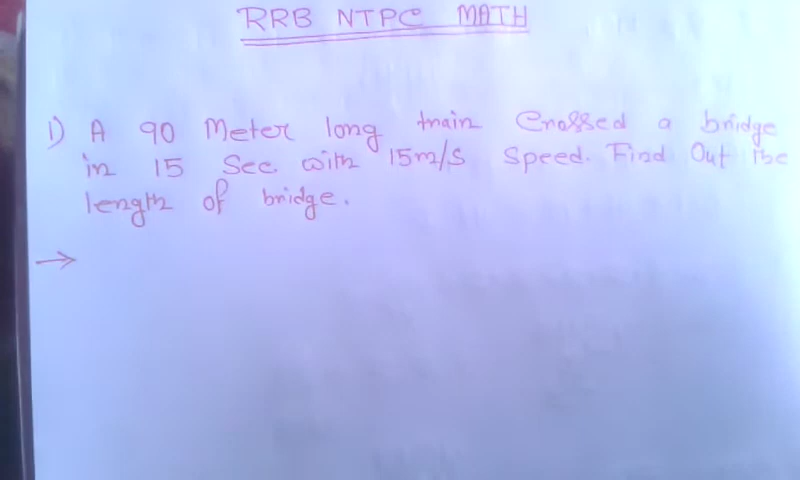 RRB NTPC MATH
1) A 90 Meter long train Crossed a bridge
in 15 Sec. with 15m/s Speed. Find Out the
length of bridge.
→